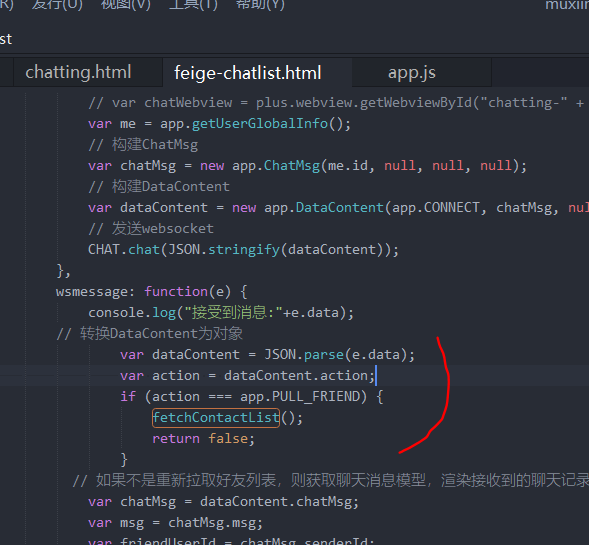 R) 发行(U) 视图(V) 工具(T) 帮助(Y) muxiin
st
chatting.html feige-chatlist.html app.js
// var chatWebview = plus.webview.getWebviewById("chatting-" +
var me = app.getUserGlobalInfo();
// 构建ChatMsg
var chatMsg = new app.ChatMsg(me.id, null, null, null);
// 构建DataContent
var dataContent = new app.DataContent(app.CONNECT, chatMsg, nul
// 发送websocket
CHAT.chat(JSON.stringify(dataContent));
},
wsmessage: function(e) {
console.log("接受到消息:"+e.data);
// 转换DataContent为对象
var dataContent = JSON.parse(e.data);
var action = dataContent.action;
if (action === app.PULL_FRIEND) {
fetchContactList();
return false;
}
// 如果不是重新拉取好友列表，则获取聊天消息模型，渲染接收到的聊天记录
var chatMsg = dataContent.chatMsg;
var msg = chatMsg.msg;
var friendUserId = chatMsg.senderId;